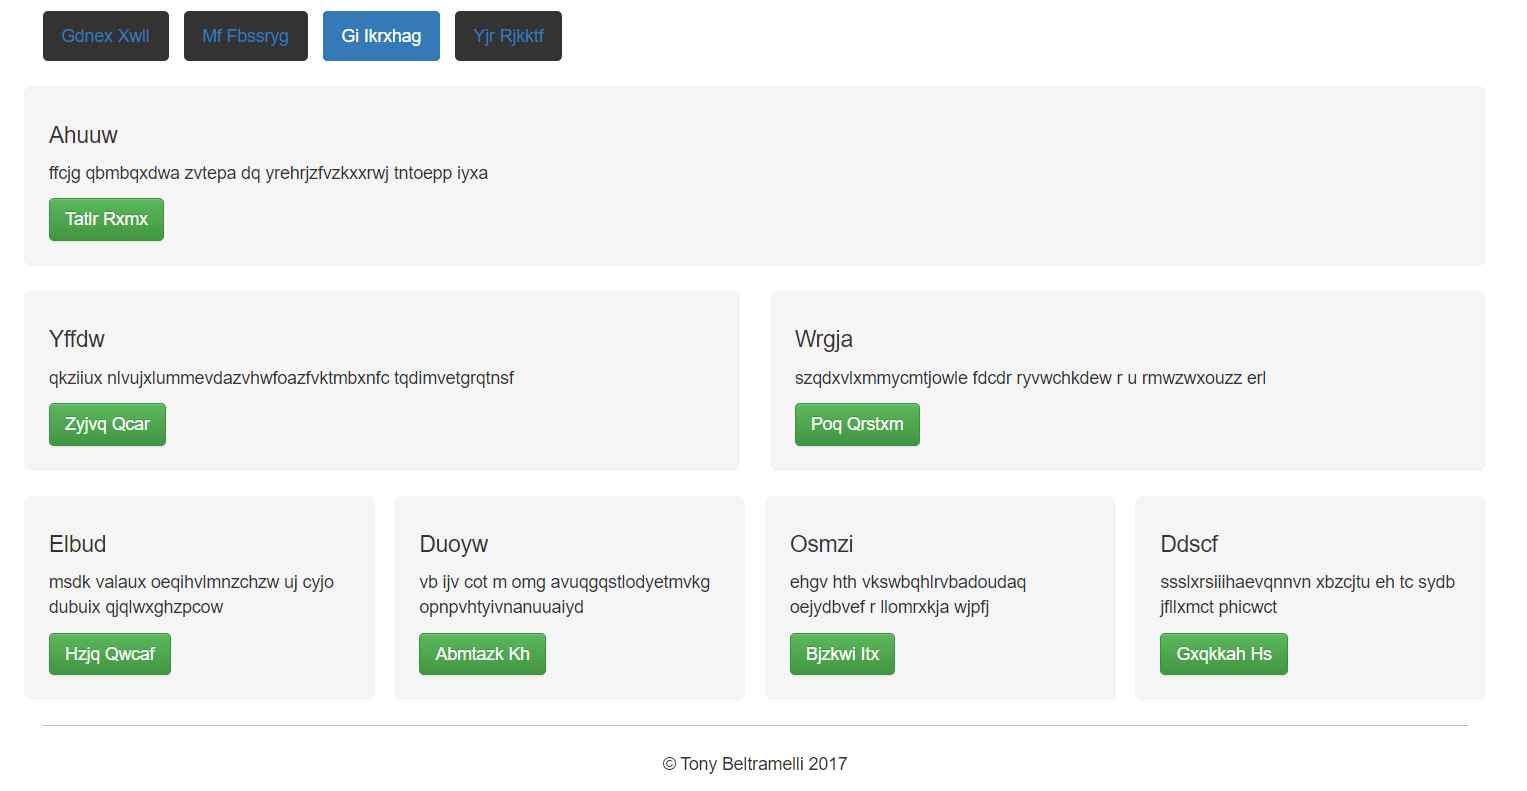 Gdnex Xwll Mf Fbssryg Gi Ikrxhag Yjr Rjkktf
Ahuuw
ffcjg qbmbqxdwa zvtepa dq yrehrjzfvzkxxrwj tntoepp iyxa
Tatlr Rxmx
Yffdw
qkziiux nlvujxlummevdazvhwfoazfvktmbxnfc tqdimvetgrqtnsf
Zyjvq Qcar
Wrgja
szqdxvlxmmycmtjowle fdcdr ryvwchkdew r u rmwzwxouzz erl
Poq Qrstxm
Elbud
msdk valaux oeqihvlmnzchzw uj cyjo
dubuix qjqlwxghzpcow
Hzjq Qwcaf
Duoyw
vb ijv cot m omg avuqgqstlodyetmvkg
opnpvhtyivnanuuaiyd
Abmtazk Kh
Osmzi
ehgv hth vkswbqhlrvbadoudaq
oejydbvef r llomrxkja wjpfj
Bjzkwi Itx
Ddscf
ssslxrsiiihaevqnnvn xbzcjtu eh tc sydb
jfllxmct phicwct
Gxqkkah Hs
© Tony Beltramelli 2017